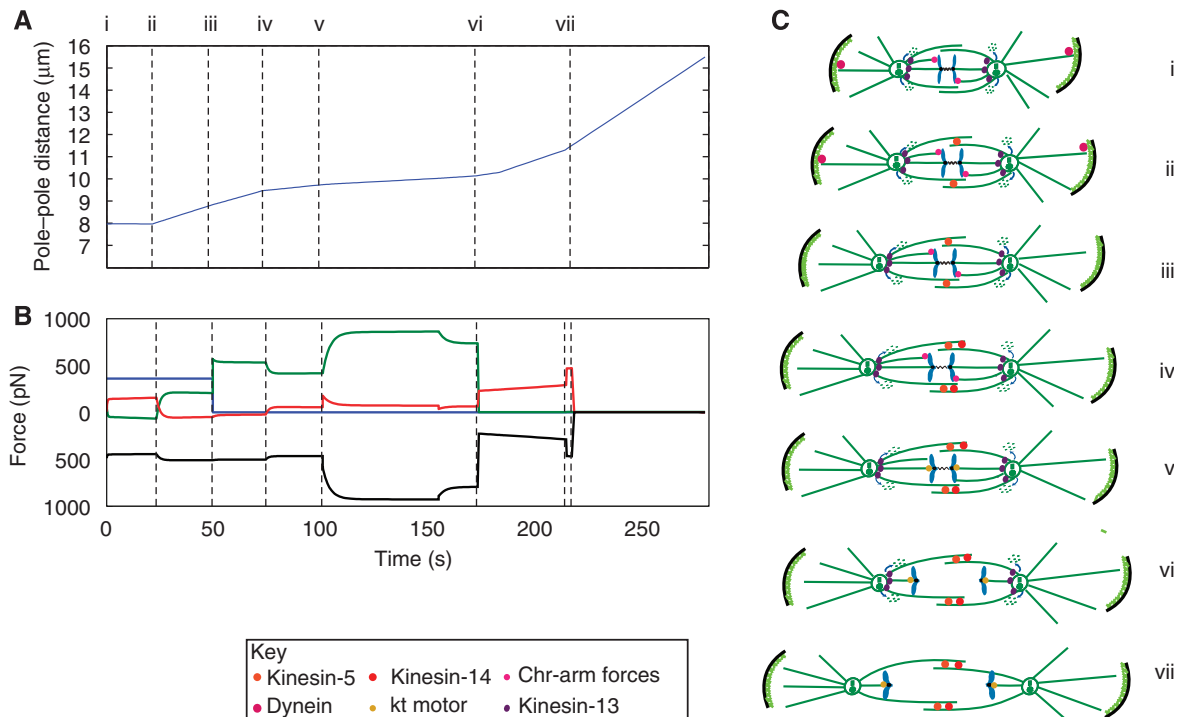 A
i ii iii iv v vi vii
Pole–pole distance (μm)
16
15
14
13
12
11
10
9
8
7
B
Force (pN)
1000
500
0
500
1000
0 50 100 150 200 250
Time (s)
Key
Kinesin-5 Kinesin-14 Chr-arm forces
Dynein kt motor Kinesin-13
C
i
ii
iii
iv
v
vi
vii